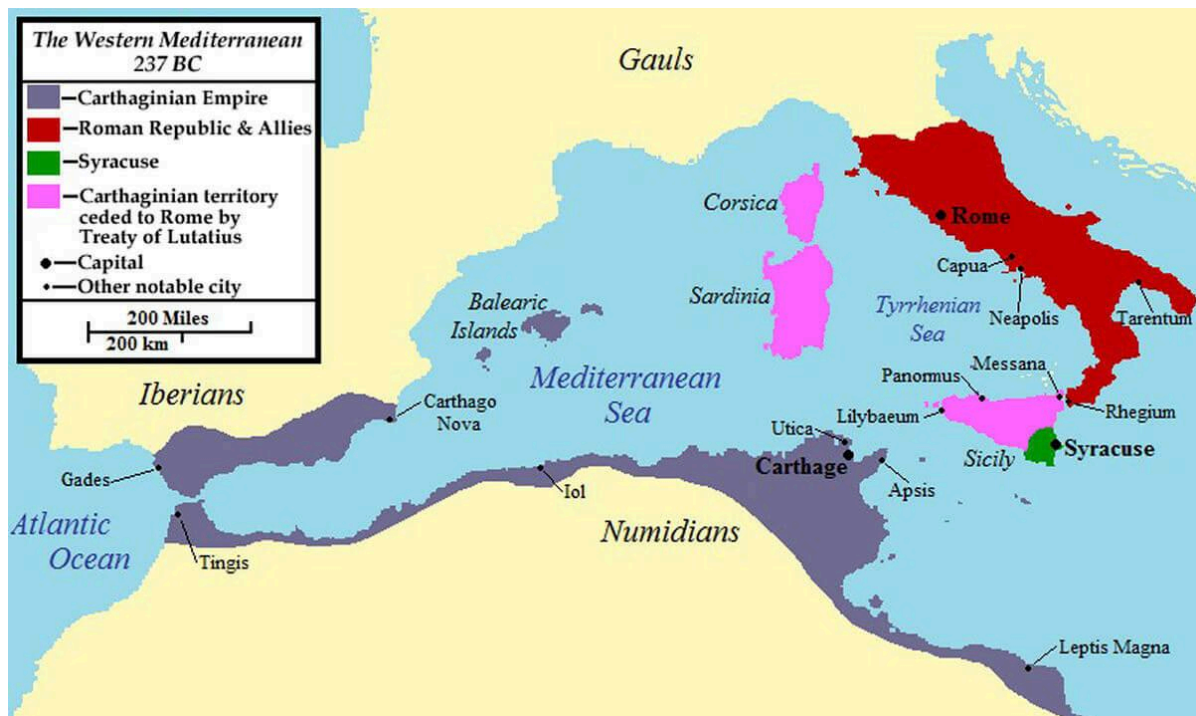 The Western Mediterranean
237 BC
Carthaginian Empire
Roman Republic & Allies
Syracuse
Carthaginian territory
ceded to Rome by
Treaty of Lutatius
Capital
Other notable city
200 Miles
200 km
Gauls
Corsica
Rome
Capua
Balearic
Islands
Sardinia
Tyrrhenian
Sea
Neapolis
Tarentum
Iberians
Mediterranean
Sea
Messana
Panormus
Carthago
Nova
Lilybaeum
Rhegium
Utica
Carthage
Sicily
Syracuse
Gades
Iol
Apsis
Atlantic
Ocean
Tingis
Numidians
Leptis Magna